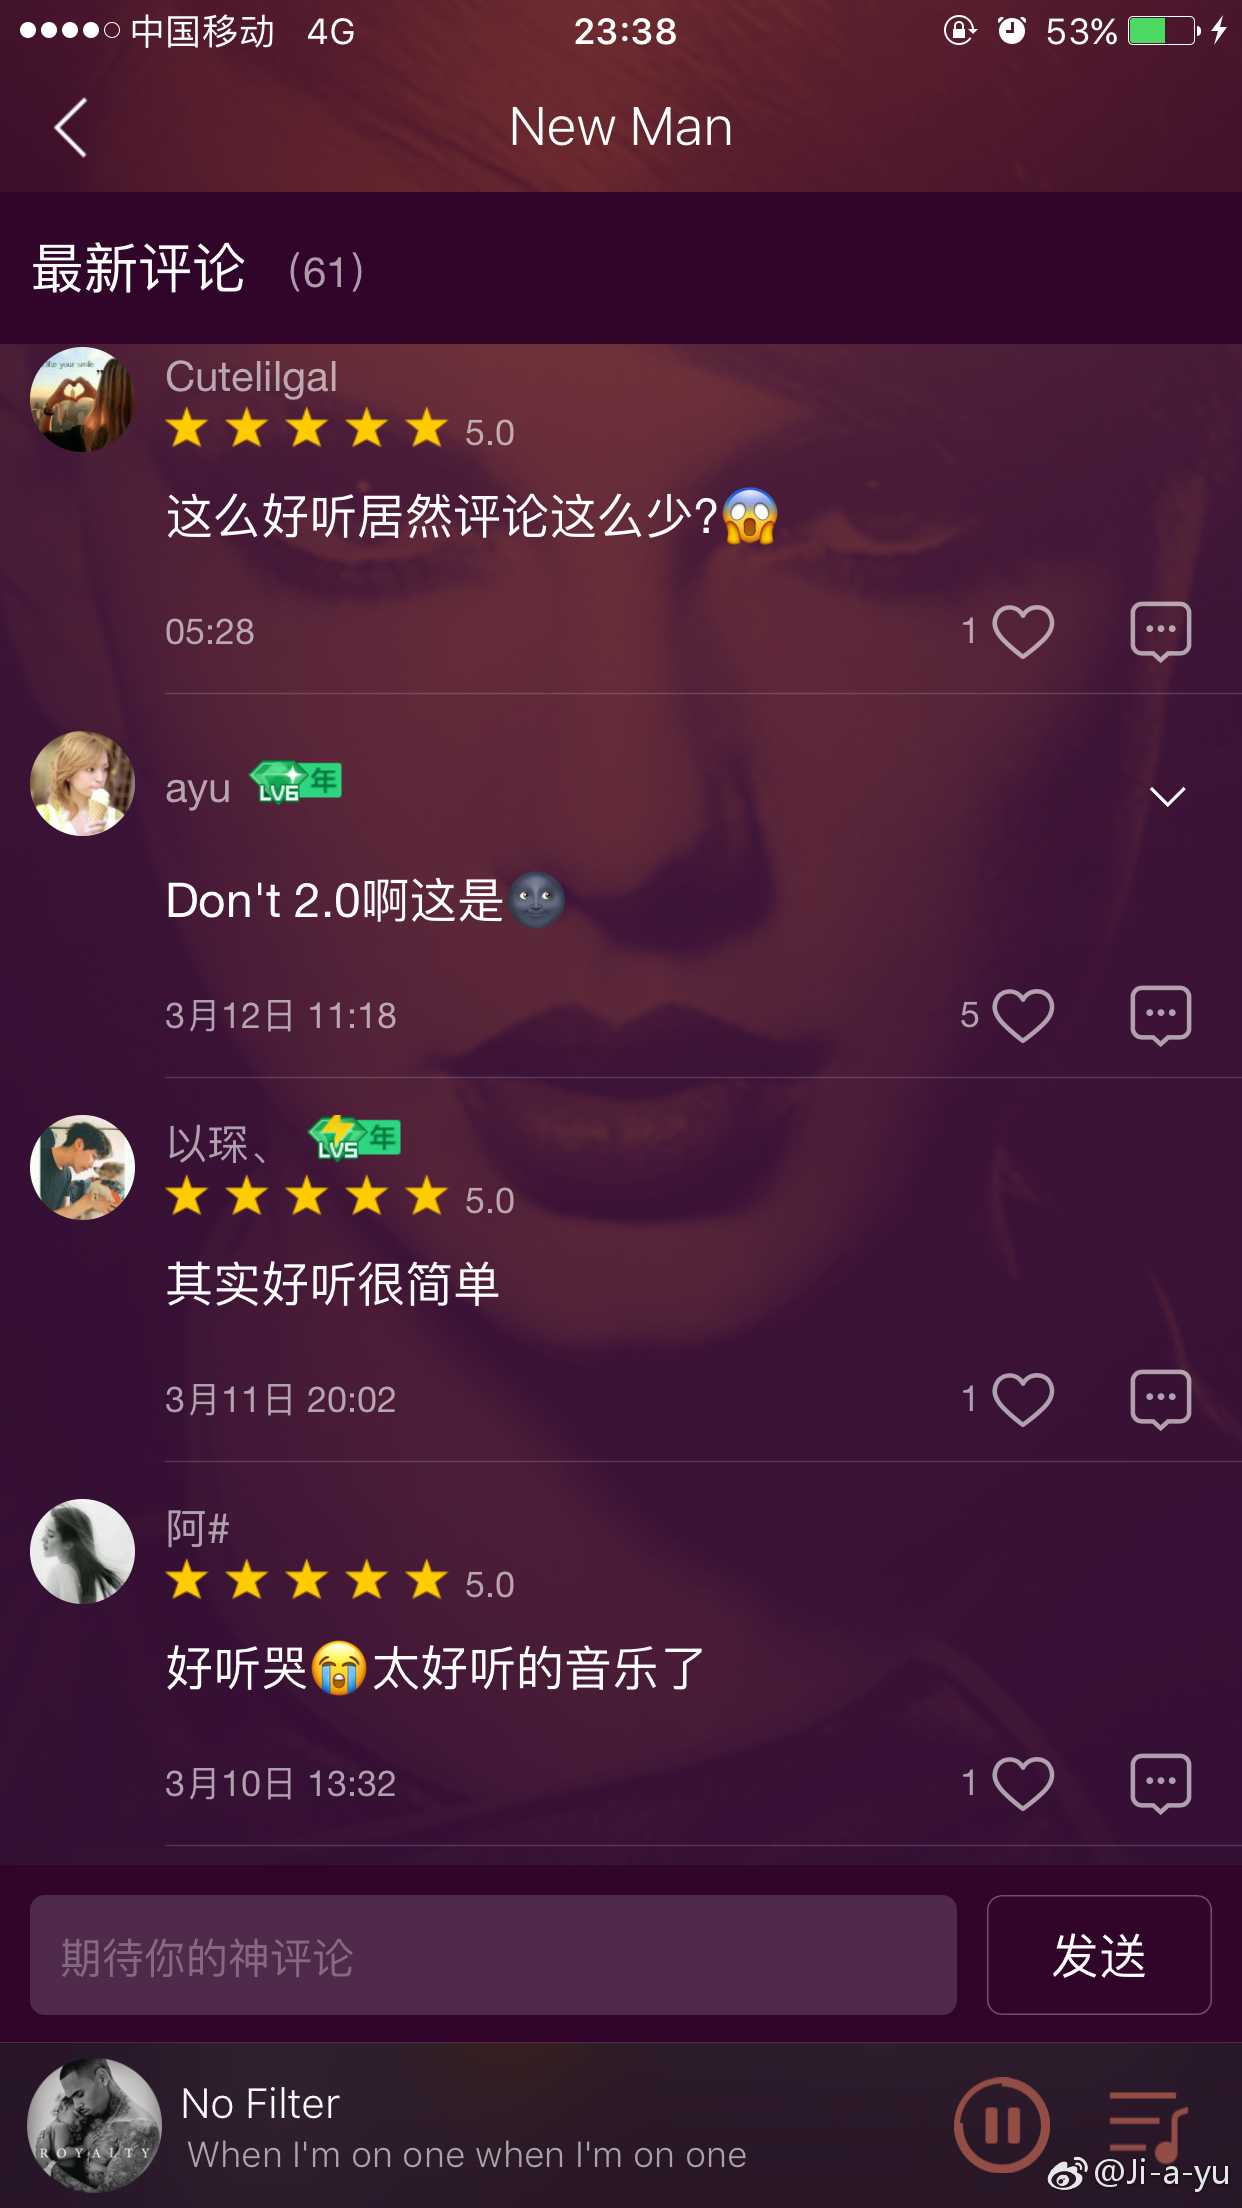 中国移动 4G 23:38 53%
New Man
最新评论 (61)
Cutelilgal
5.0
这么好听居然评论这么少?😱
05:28 1
ayu LV6 年
Don't 2.0啊这是🌚
3月12日 11:18 5
以琛、 LV5 年
5.0
其实好听很简单
3月11日 20:02 1
阿#
5.0
好听哭😭太好听的音乐了
3月10日 13:32 1
期待你的神评论 发送
No Filter
When I'm on one when I'm on one
ROYALTY
@Ji-a-yu